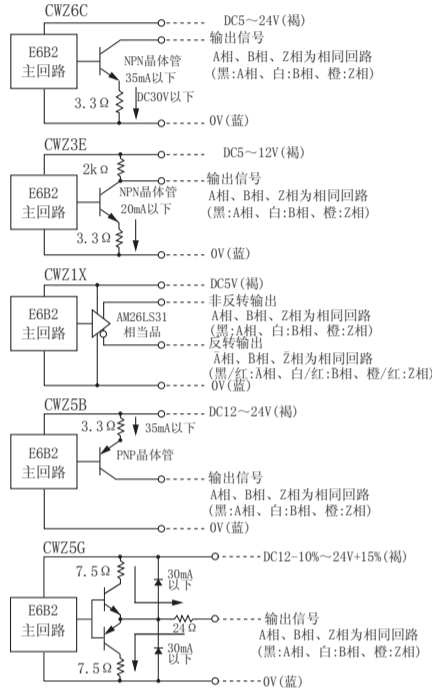 CWZ6C
DC5～24V(褐)
输出信号
E6B2
主回路
NPN晶体管
35mA以下
DC30V以下
3.3Ω
A相、B相、Z相为相同回路
(黑:A相、白:B相、橙:Z相)
0V(蓝)
CWZ3E
DC5～12V(褐)
2kΩ
输出信号
E6B2
主回路
NPN晶体管
20mA以下
3.3Ω
A相、B相、Z相为相同回路
(黑:A相、白:B相、橙:Z相)
0V(蓝)
CWZ1X
DC5V(褐)
非反转输出
E6B2
主回路
AM26LS31
相当品
A相、B相、Z相为相同回路
(黑:A相、白:B相、橙:Z相)
反转输出
Ā相、B相、Z̄相为相同回路
(黑/红:Ā相、白/红:B相、橙/红:Z相)
0V(蓝)
CWZ5B
DC12～24V(褐)
3.3Ω
35mA以下
E6B2
主回路
PNP晶体管
输出信号
A相、B相、Z相为相同回路
(黑:A相、白:B相、橙:Z相)
0V(蓝)
CWZ5G
DC12-10%～24V+15%(褐)
7.5Ω
30mA
以下
E6B2
主回路
24Ω
输出信号
A相、B相、Z相为相同回路
(黑:A相、白:B相、橙:Z相)
30mA
以下
7.5Ω
0V(蓝)